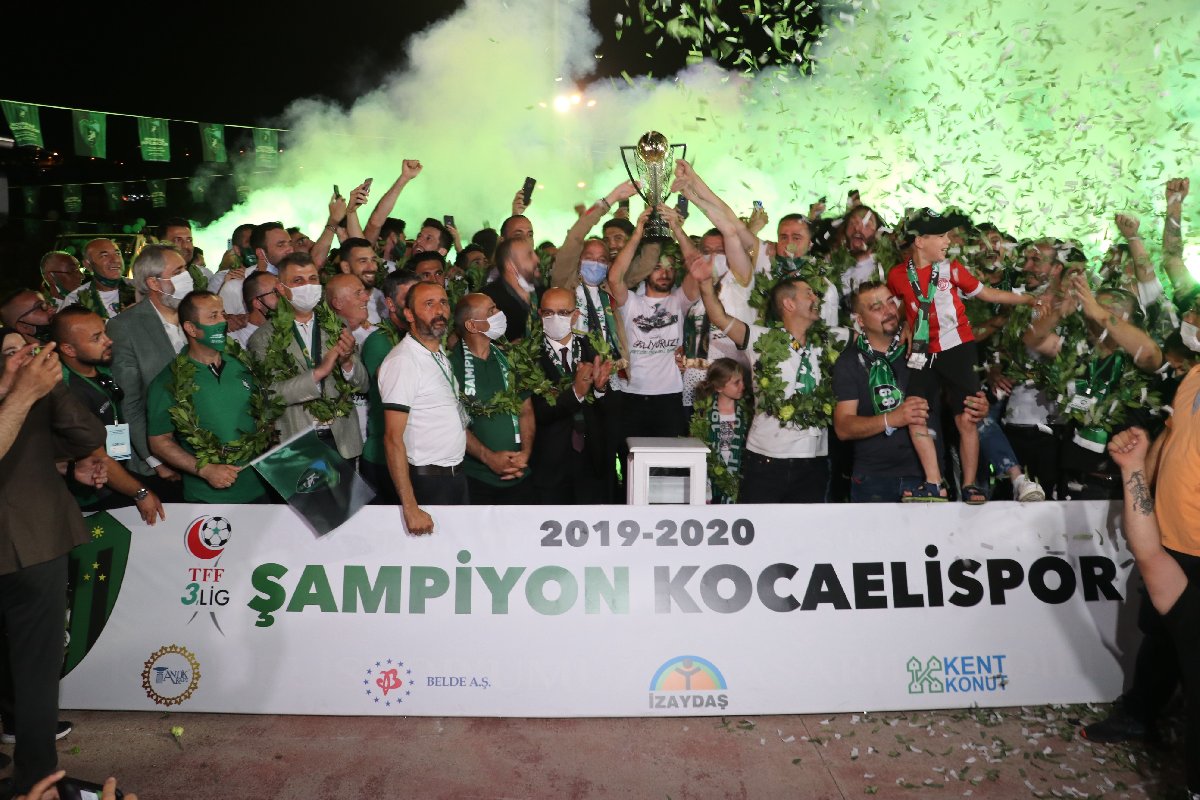 2019-2020
TFF
3.LİG
ŞAMPİYON KOCAELİSPOR
BELDE A.Ş.
İZAYDAŞ
KENT
KONUT